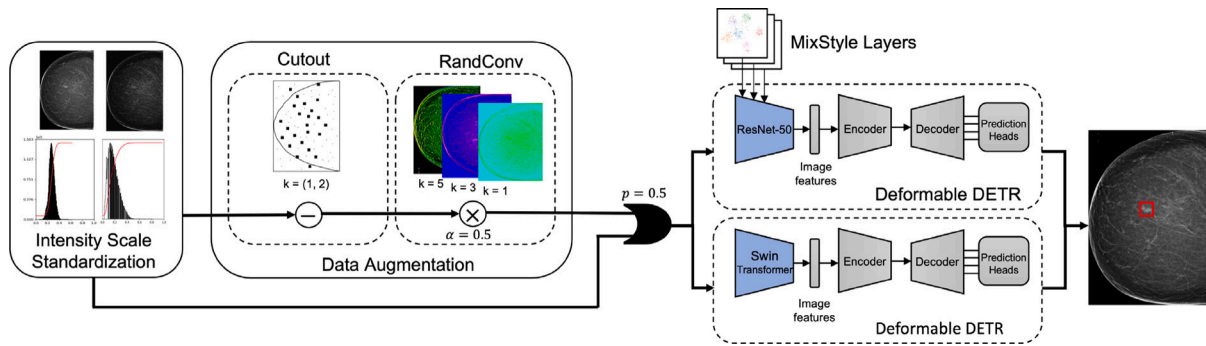 MixStyle Layers
Cutout
RandConv
k = (1, 2)
k = 5
k = 3
k = 1
α = 0.5
Intensity Scale
Standardization
Data Augmentation
p = 0.5
ResNet-50
Image
features
Encoder
Decoder
Prediction
Heads
Deformable DETR
Swin
Transformer
Image
features
Encoder
Decoder
Prediction
Heads
Deformable DETR